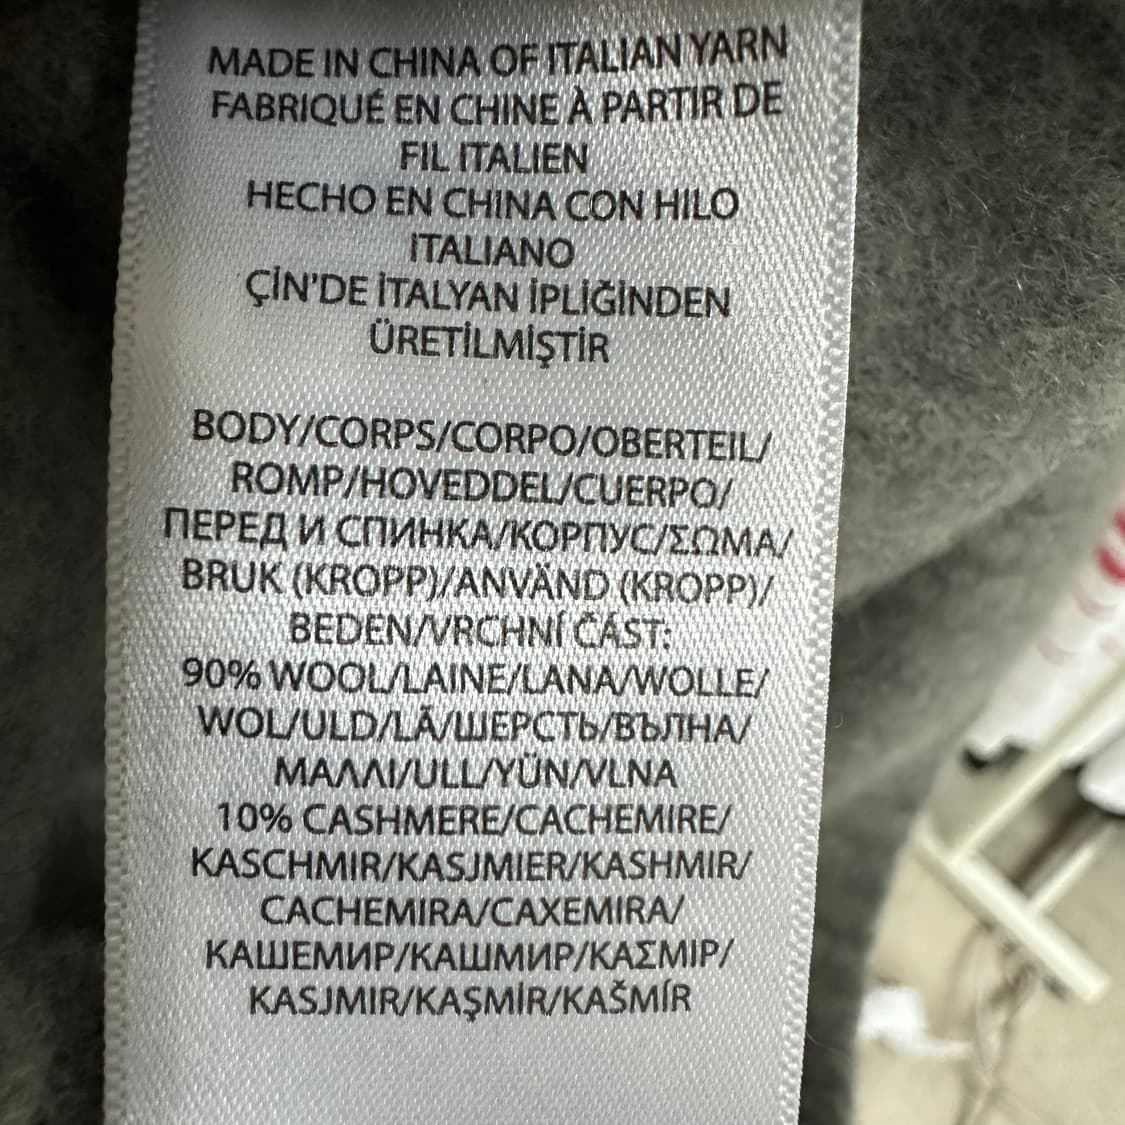 MADE IN CHINA OF ITALIAN YARN
FABRIQUÉ EN CHINE À PARTIR DE
FIL ITALIEN
HECHO EN CHINA CON HILO
ITALIANO
ÇİN'DE İTALYAN İPLİĞİNDEN
ÜRETİLMİŞTİR
BODY/CORPS/CORPO/OBERTEIL/
ROMP/HOVEDDEL/CUERPO/
ПЕРЕД И СПИНКА/КОРПУС/ΣΩΜΑ/
BRUK (KROPP)/ANVÄND (KROPP)/
BEDEN/VRCHNÍ ČÁST:
90% WOOL/LAINE/LANA/WOLLE/
WOL/ULD/LÃ/ШЕРСТЬ/ВЪЛНА/
ΜΑΛΛΙ/ULL/YÜN/VLNA
10% CASHMERE/CACHEMIRE/
KASCHMIR/KASJMIER/KASHMIR/
CACHEMIRA/CAXEMIRA/
КАШЕМИР/КАШМИР/ΚΑΣΜΙΡ/
KASJMIR/KAŞMİR/KAŠMÍR